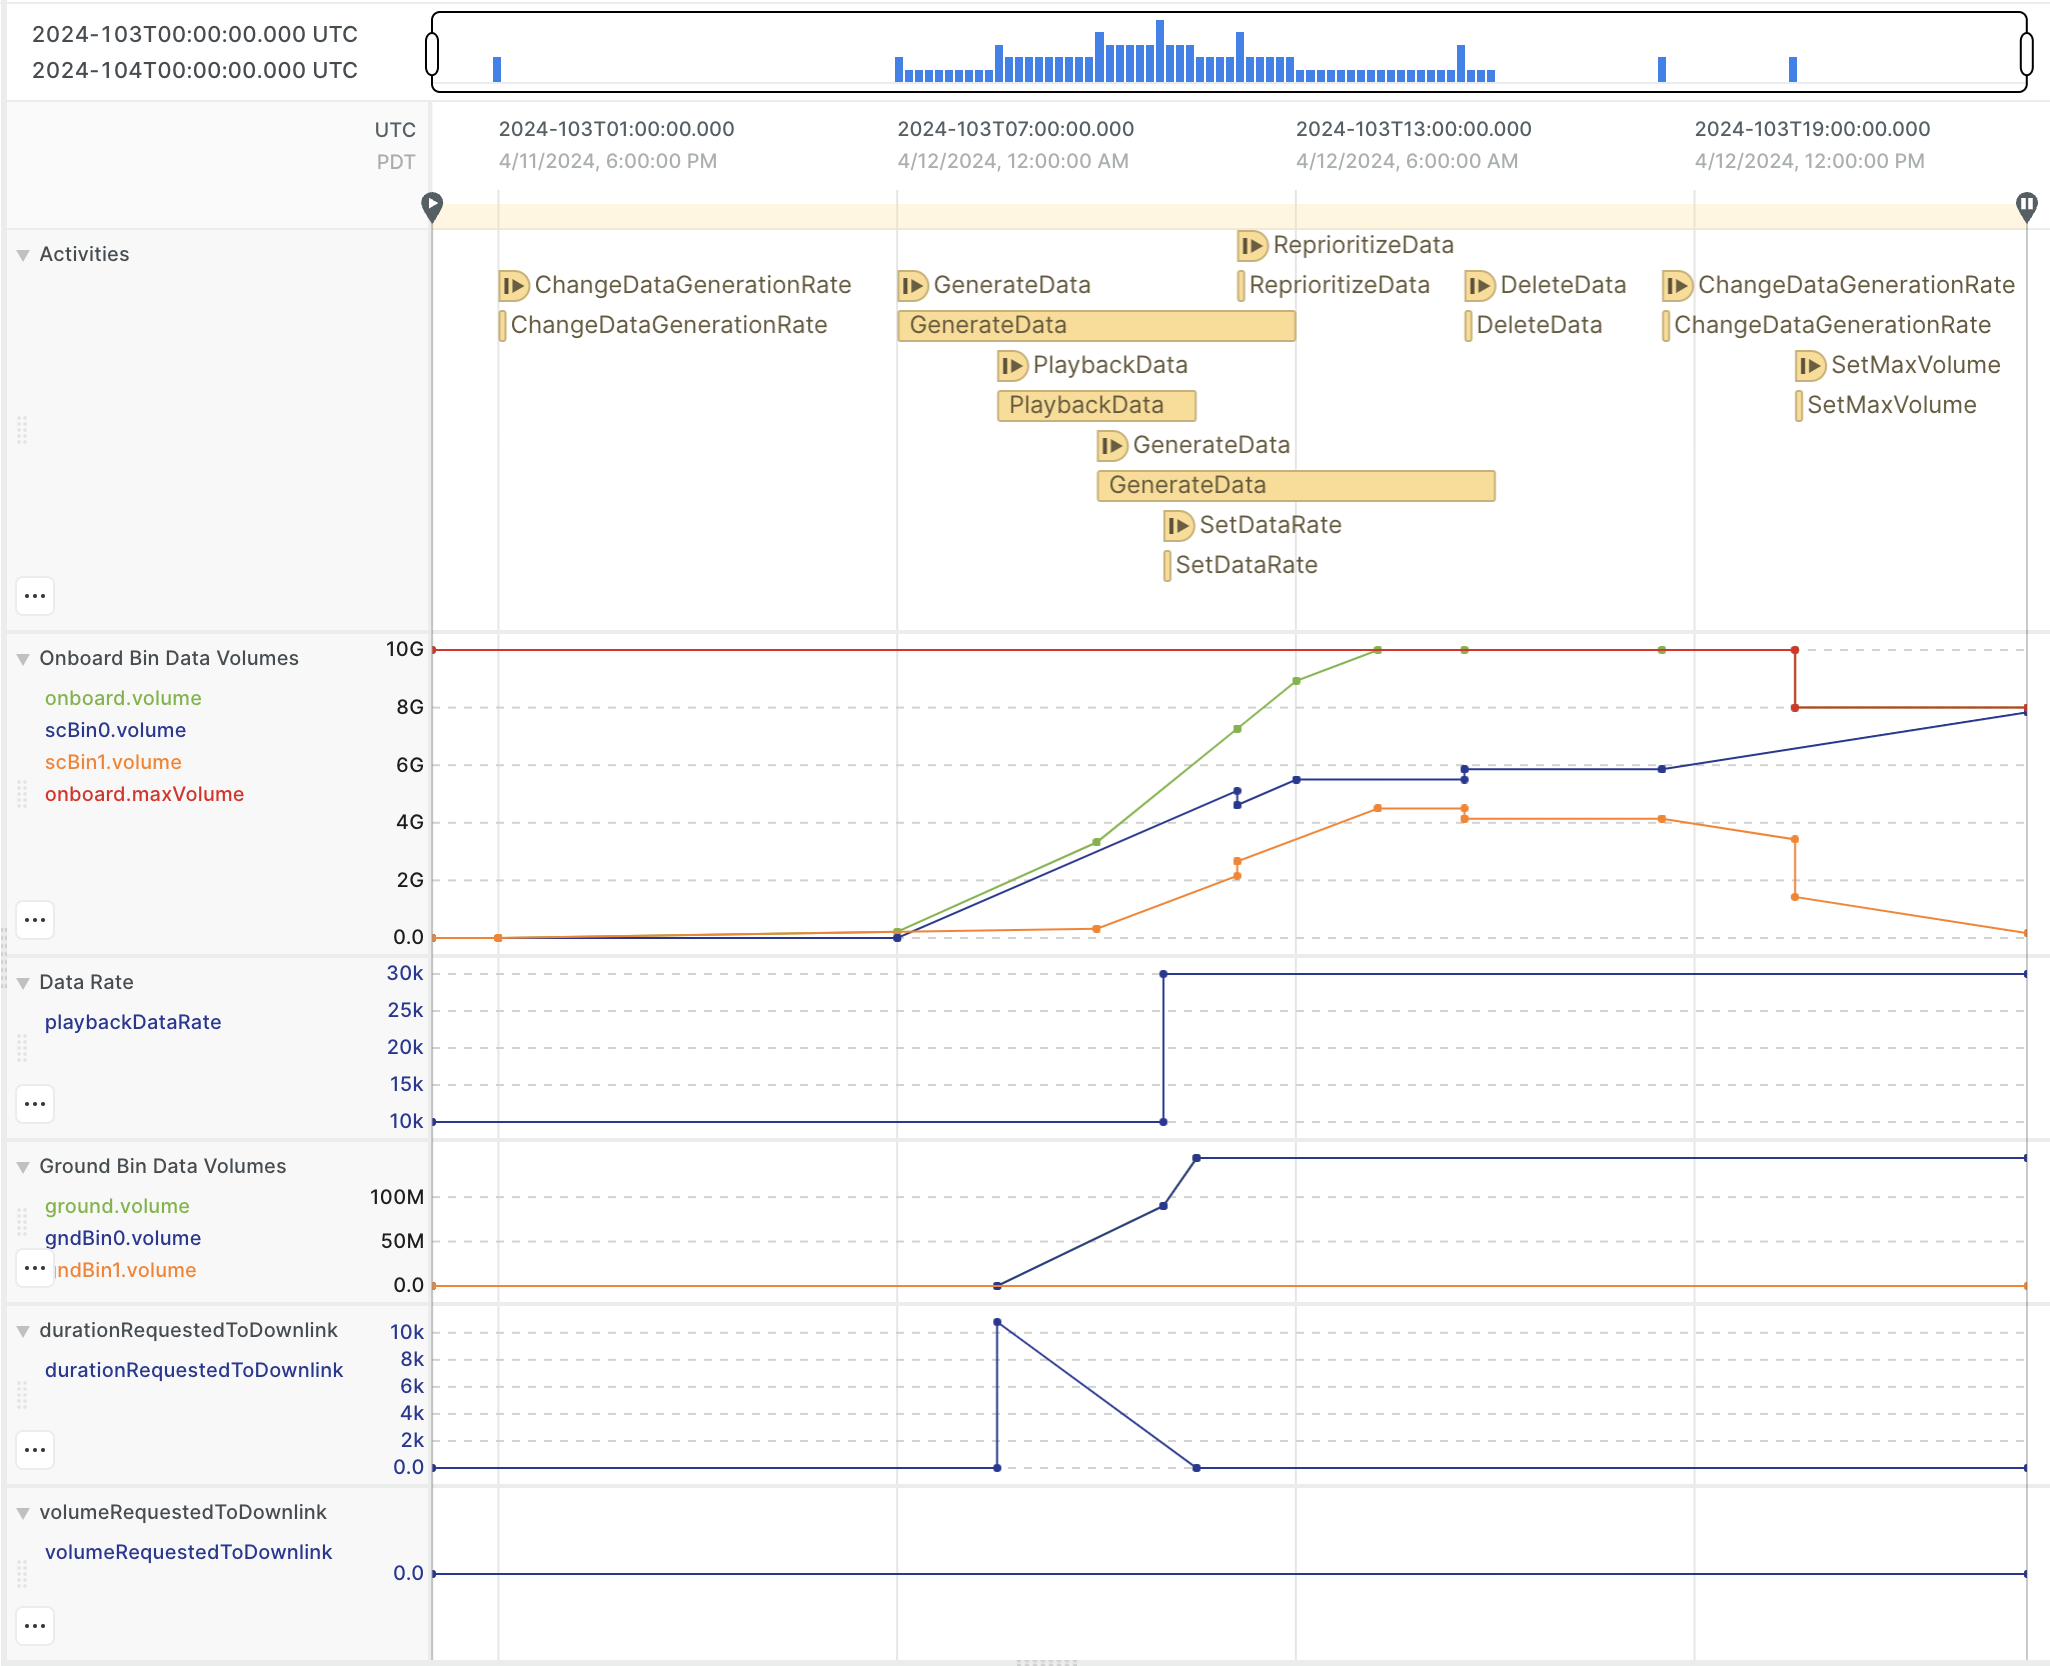 2024-103T00:00:00.000 UTC
2024-104T00:00:00.000 UTC
UTC 2024-103T01:00:00.000 2024-103T07:00:00.000 2024-103T13:00:00.000 2024-103T19:00:00.000
PDT 4/11/2024, 6:00:00 PM 4/12/2024, 12:00:00 AM 4/12/2024, 6:00:00 AM 4/12/2024, 12:00:00 PM
Activities
ReprioritizeData
ChangeDataGenerationRate GenerateData ReprioritizeData DeleteData ChangeDataGenerationRate
ChangeDataGenerationRate GenerateData DeleteData ChangeDataGenerationRate
PlaybackData SetMaxVolume
PlaybackData SetMaxVolume
GenerateData
GenerateData
SetDataRate
SetDataRate
Onboard Bin Data Volumes
onboard.volume
scBin0.volume
scBin1.volume
onboard.maxVolume
10G
8G
6G
4G
2G
0.0
Data Rate
playbackDataRate
30k
25k
20k
15k
10k
Ground Bin Data Volumes
ground.volume
gndBin0.volume
ndBin1.volume
100M
50M
0.0
durationRequestedToDownlink
durationRequestedToDownlink
10k
8k
6k
4k
2k
0.0
volumeRequestedToDownlink
volumeRequestedToDownlink
0.0